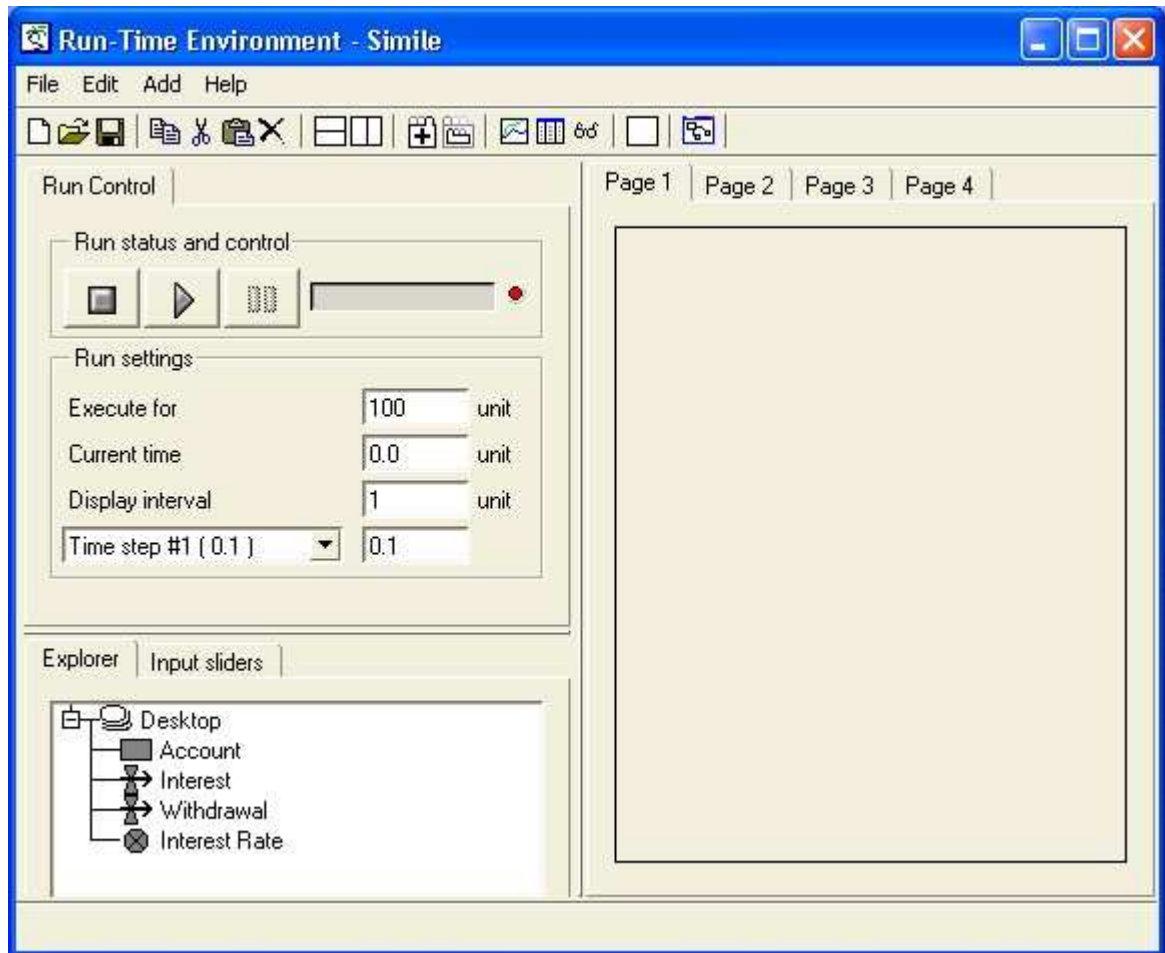 Run-Time Environment - Simile
File Edit Add Help
Run Control
Run status and control
Run settings
Execute for 100 unit
Current time 0.0 unit
Display interval 1 unit
Time step #1 ( 0.1 ) 0.1
Explorer Input sliders
Desktop
Account
Interest
Withdrawal
Interest Rate
Page 1 Page 2 Page 3 Page 4